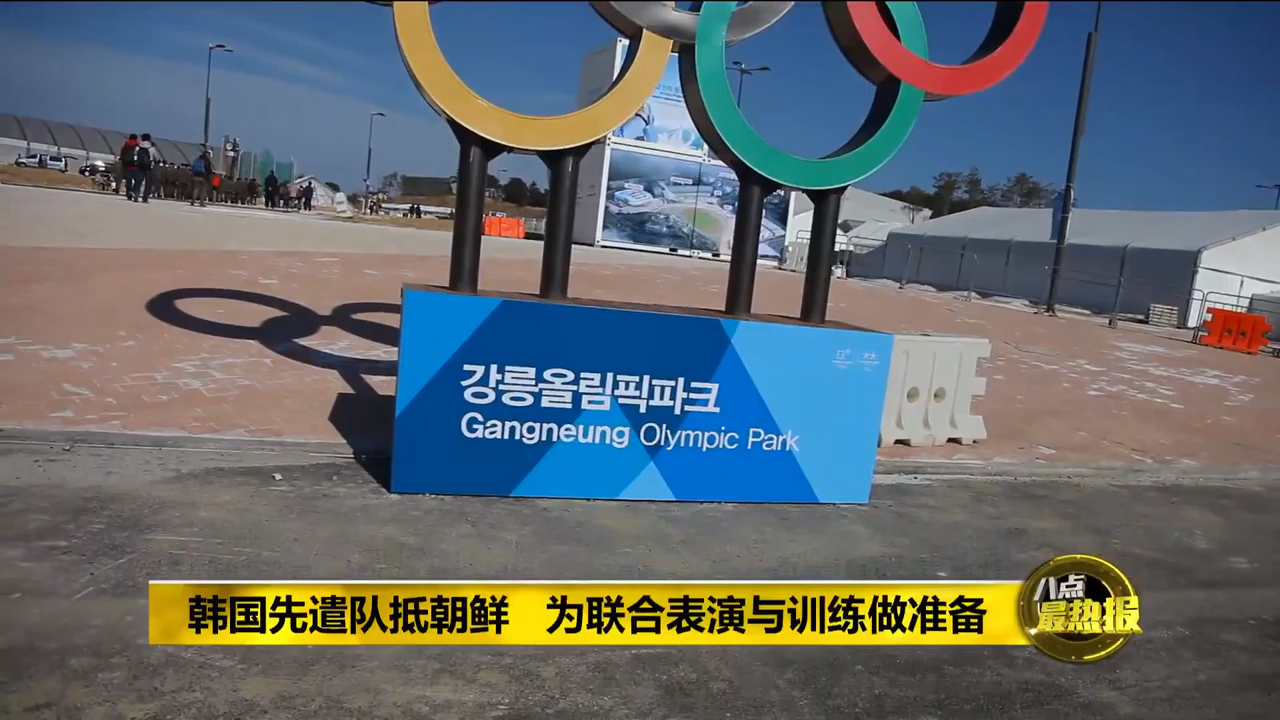 강릉올림픽파크
Gangneung Olympic Park
韩国先遣队抵朝鲜 为联合表演与训练做准备
八点
最热报